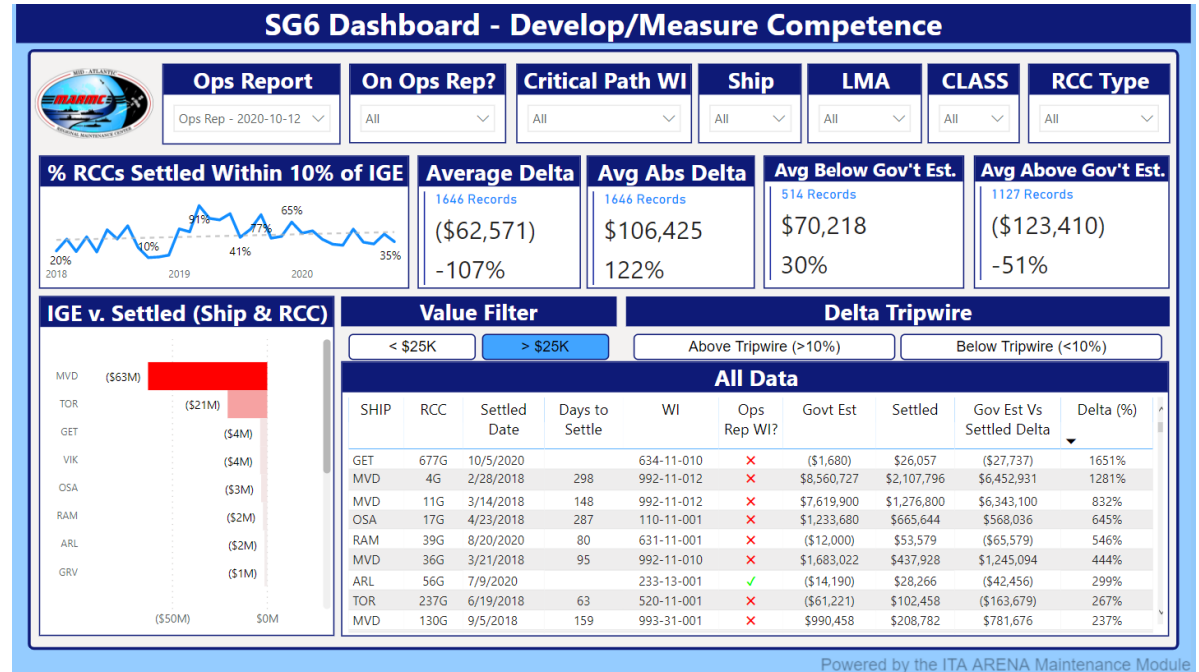 SG6 Dashboard - Develop/Measure Competence
MID - ATLANTIC
MARMC
REGIONAL MAINTENANCE CENTER
Ops Report
On Ops Rep?
Critical Path WI
Ship
LMA
CLASS
RCC Type
Ops Rep - 2020-10-12
All
All
All
All
All
All
% RCCs Settled Within 10% of IGE
20%
10%
91%
41%
77%
65%
35%
2018
2019
2020
Average Delta
1646 Records
($62,571)
-107%
Avg Abs Delta
1646 Records
$106,425
122%
Avg Below Gov't Est.
514 Records
$70,218
30%
Avg Above Gov't Est.
1127 Records
($123,410)
-51%
IGE v. Settled (Ship & RCC)
MVD ($63M)
TOR ($21M)
GET ($4M)
VIK ($4M)
OSA ($3M)
RAM ($2M)
ARL ($2M)
GRV ($1M)
($50M) $0M
Value Filter
< $25K
> $25K
Delta Tripwire
Above Tripwire (>10%)
Below Tripwire (<10%)
All Data
SHIP RCC Settled Date Days to Settle WI Ops Rep WI? Govt Est Settled Gov Est Vs Settled Delta Delta (%)
GET 677G 10/5/2020 634-11-010 ✕ ($1,680) $26,057 ($27,737) 1651%
MVD 4G 2/28/2018 298 992-11-012 ✕ $8,560,727 $2,107,796 $6,452,931 1281%
MVD 11G 3/14/2018 148 992-11-012 ✕ $7,619,900 $1,276,800 $6,343,100 832%
OSA 17G 4/23/2018 287 110-11-001 ✕ $1,233,680 $665,644 $568,036 645%
RAM 39G 8/20/2020 80 631-11-001 ✕ ($12,000) $53,579 ($65,579) 546%
MVD 36G 3/21/2018 95 992-11-010 ✕ $1,683,022 $437,928 $1,245,094 444%
ARL 56G 7/9/2020 233-13-001 ✓ ($14,190) $28,266 ($42,456) 299%
TOR 237G 6/19/2018 63 520-11-001 ✕ ($61,221) $102,458 ($163,679) 267%
MVD 130G 9/5/2018 159 993-31-001 ✕ $990,458 $208,782 $781,676 237%
Powered by the ITA ARENA Maintenance Module